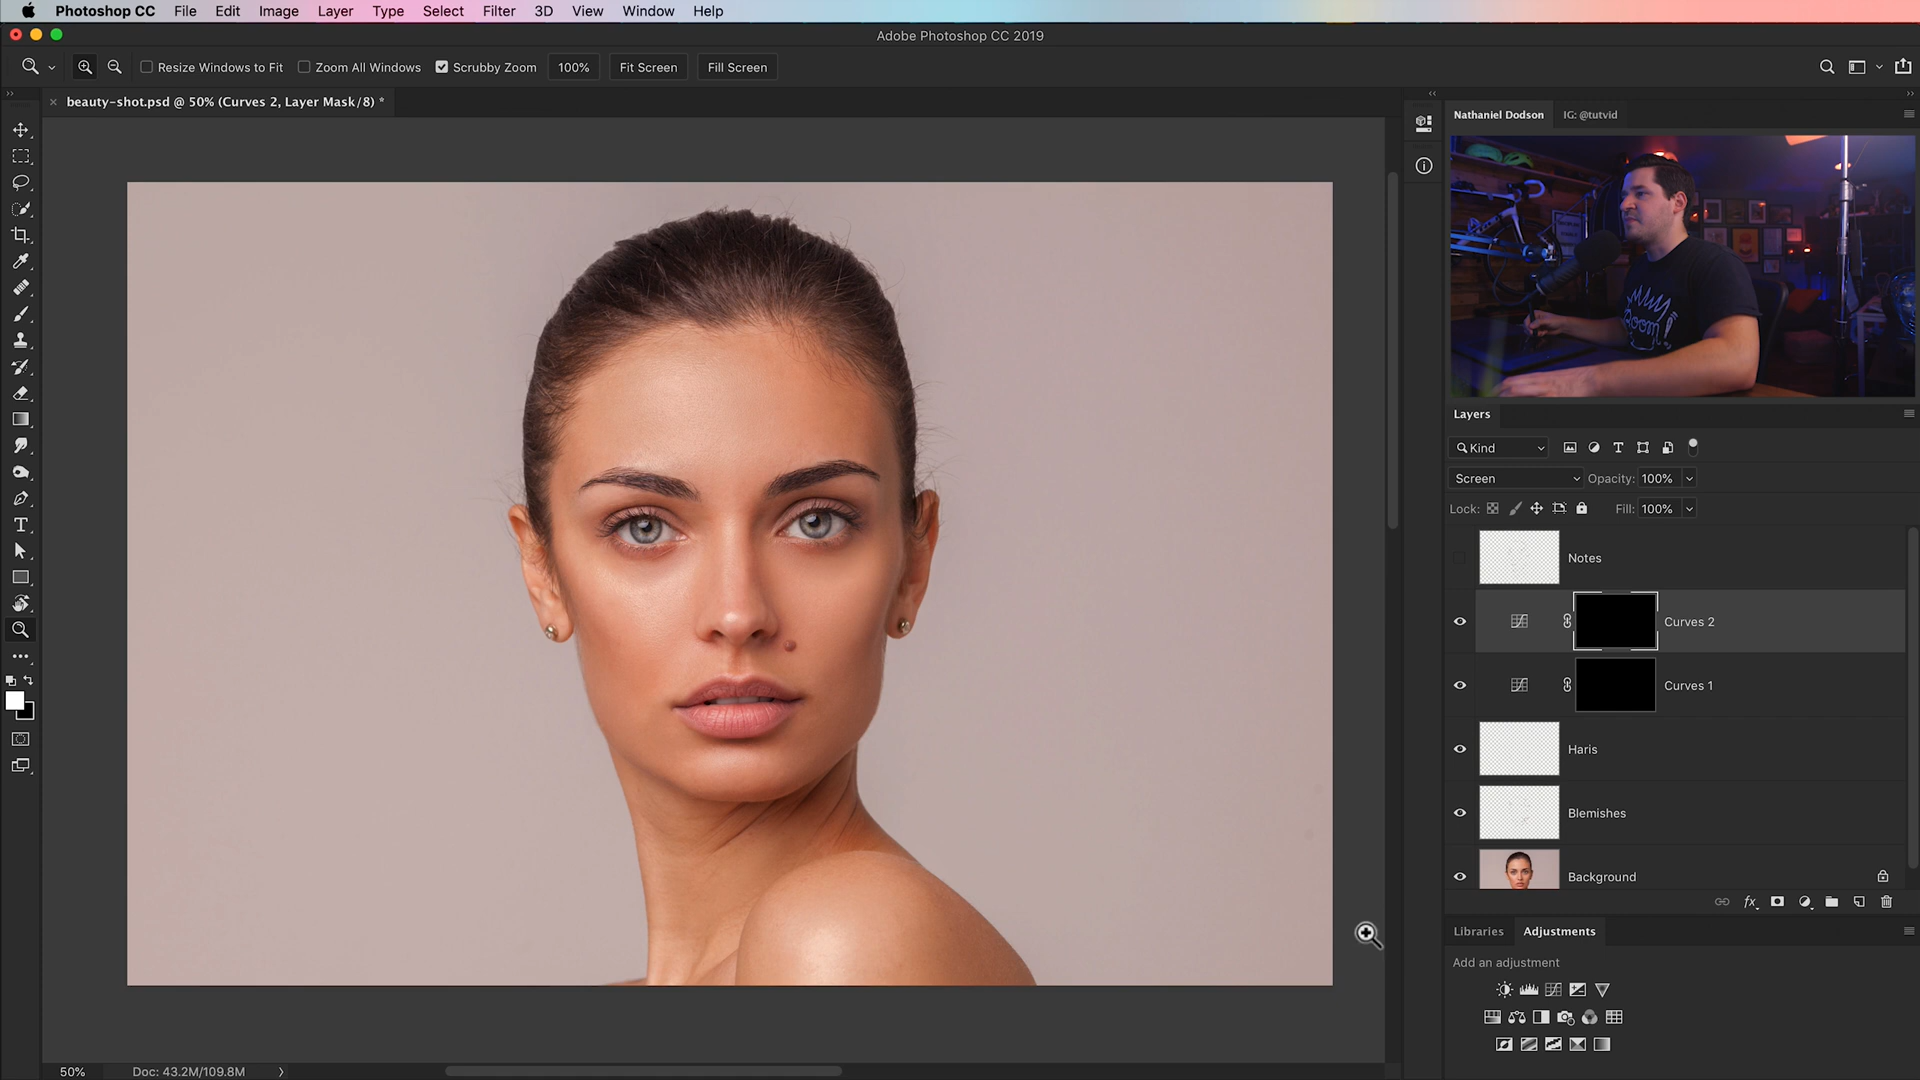 Photoshop CC File Edit Image Layer Type Select Filter 3D View Window Help
Adobe Photoshop CC 2019
Resize Windows to Fit Zoom All Windows Scrubby Zoom 100% Fit Screen Fill Screen
beauty-shot.psd @ 50% (Curves 2, Layer Mask/8) *
Nathaniel Dodson IG: @tutvid
Boom!
Layers
Kind
Screen Opacity: 100%
Lock: Fill: 100%
Notes
Curves 2
Curves 1
Haris
Blemishes
Background
fx
Libraries Adjustments
Add an adjustment
50% Doc: 43.2M/109.8M